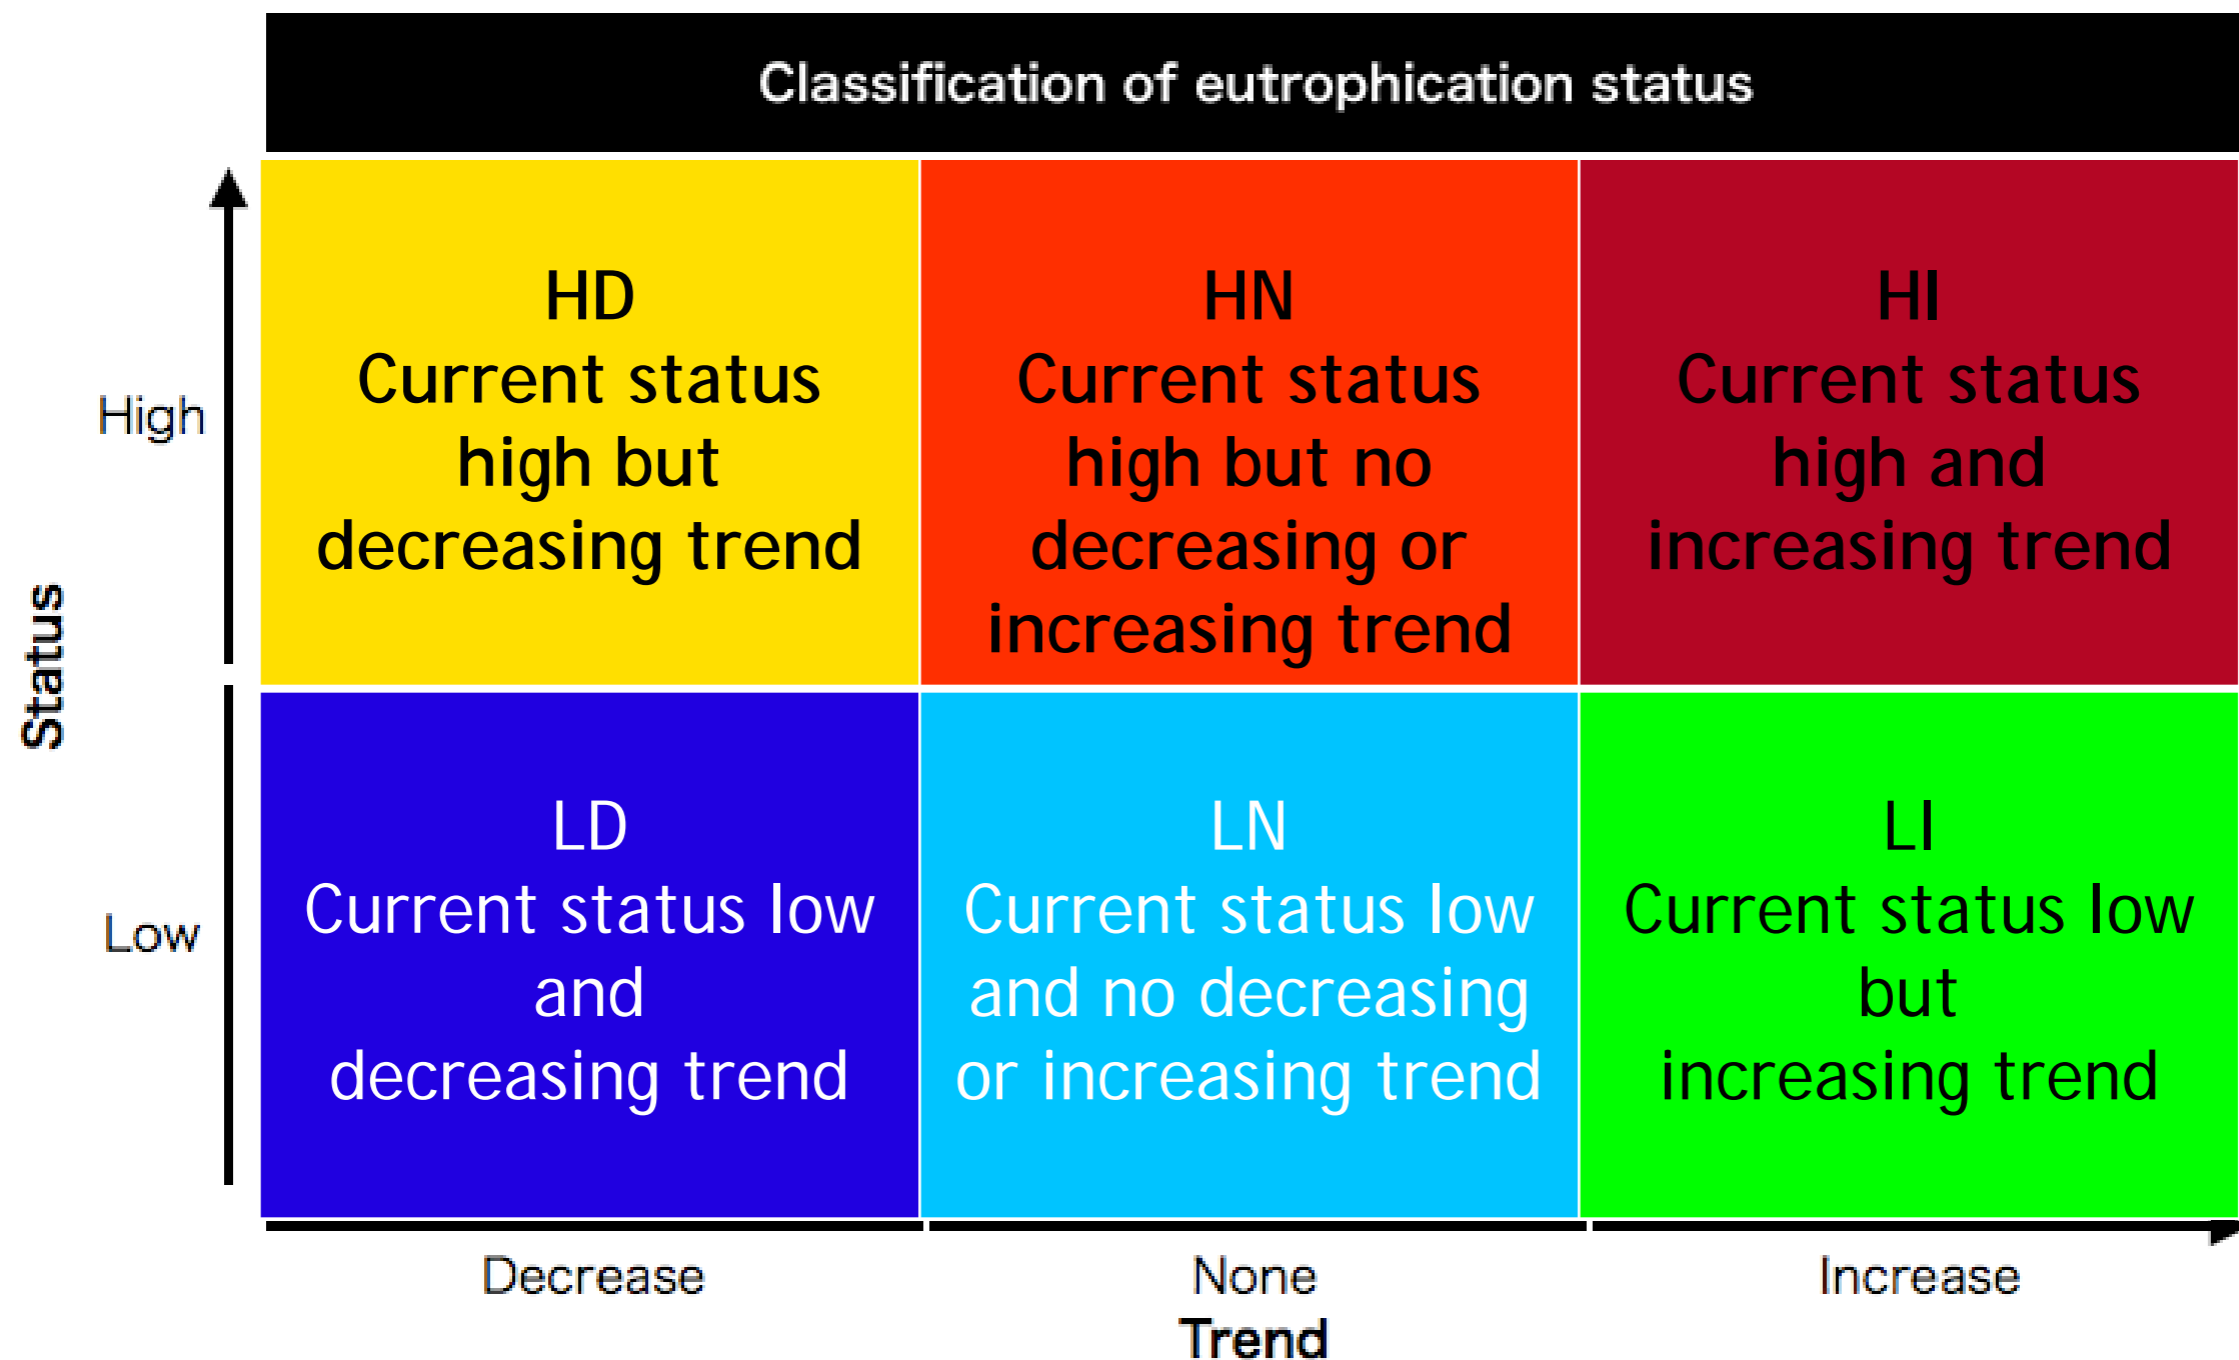 Classification of eutrophication status
Status
High
HD
Current status
high but
decreasing trend
HN
Current status
high but no
decreasing or
increasing trend
HI
Current status
high and
increasing trend
Low
LD
Current status low
and
decreasing trend
LN
Current status low
and no decreasing
or increasing trend
LI
Current status low
but
increasing trend
Decrease
None
Increase
Trend